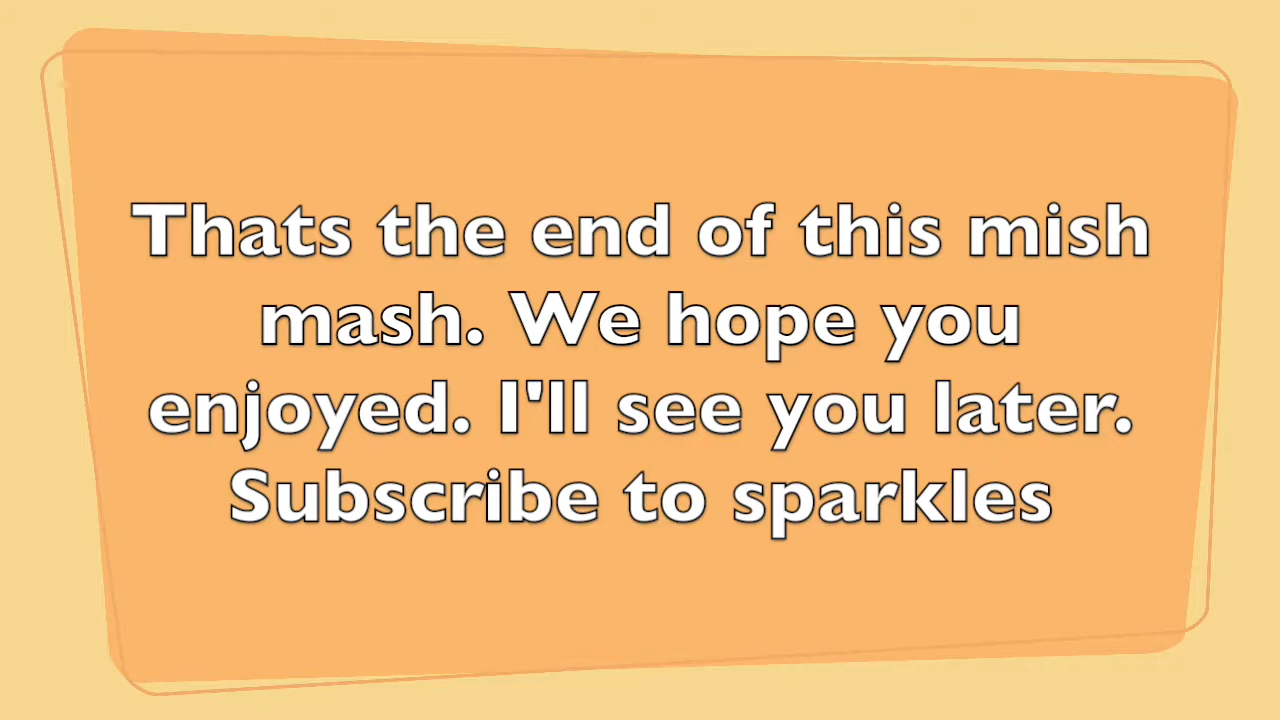 Thats the end of this mish
mash. We hope you
enjoyed. I'll see you later.
Subscribe to sparkles